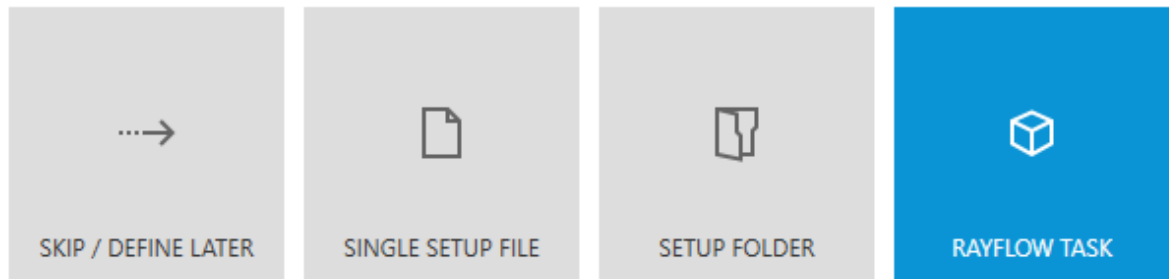 SKIP / DEFINE LATER
SINGLE SETUP FILE
SETUP FOLDER
RAYFLOW TASK